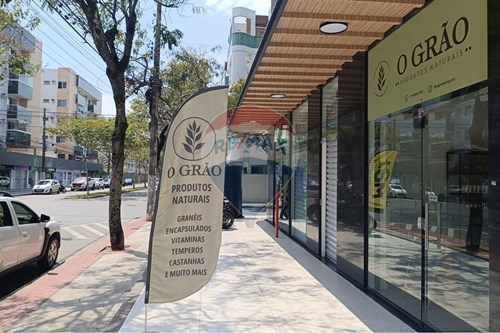 O GRÃO
PRODUTOS
NATURAIS
GRANÉIS
ENCAPSULADOS
VITAMINAS
TEMPEROS
CASTANHAS
E MUITO MAIS
O GRÃO
PRODUTOS NATURAIS